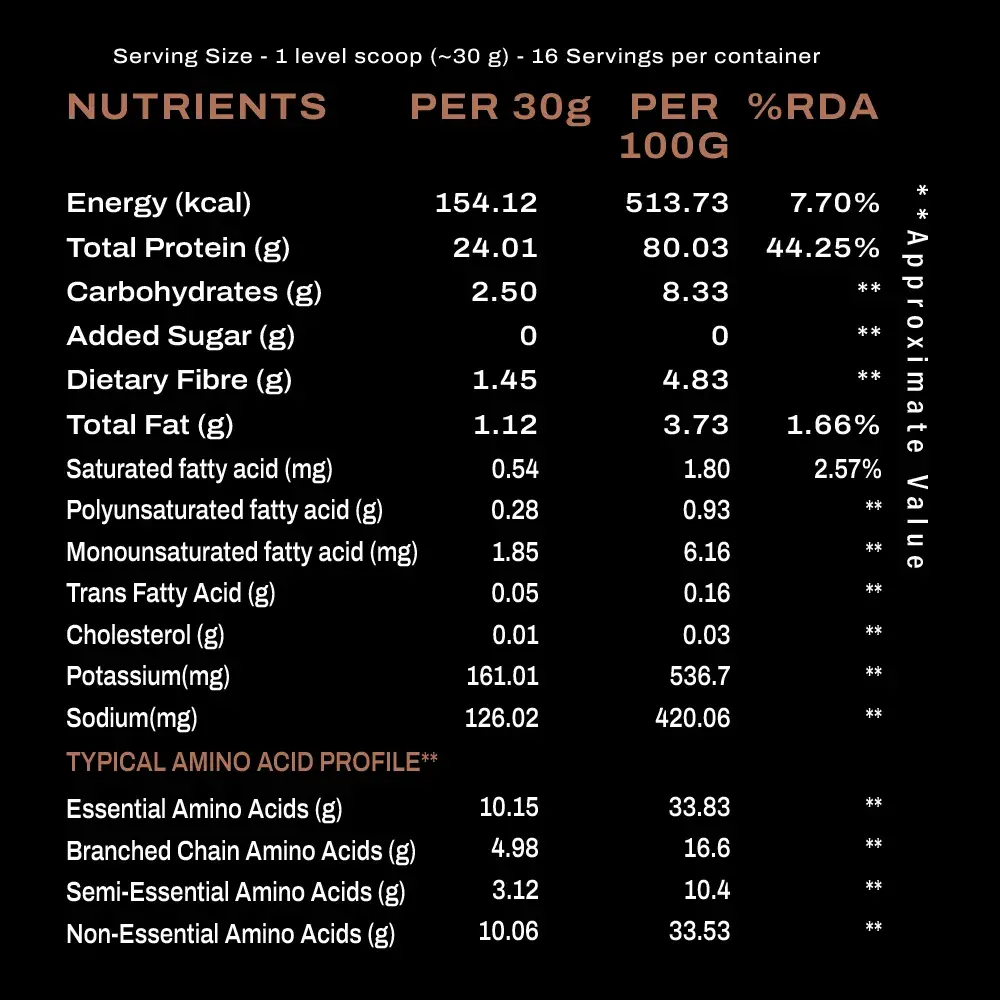 Serving Size - 1 level scoop (~30 g) - 16 Servings per container
NUTRIENTS PER 30g PER 100G %RDA
Energy (kcal) 154.12 513.73 7.70%
Total Protein (g) 24.01 80.03 44.25%
Carbohydrates (g) 2.50 8.33 **
Added Sugar (g) 0 0 **
Dietary Fibre (g) 1.45 4.83 **
Total Fat (g) 1.12 3.73 1.66%
Saturated fatty acid (mg) 0.54 1.80 2.57%
Polyunsaturated fatty acid (g) 0.28 0.93 **
Monounsaturated fatty acid (mg) 1.85 6.16 **
Trans Fatty Acid (g) 0.05 0.16 **
Cholesterol (g) 0.01 0.03 **
Potassium(mg) 161.01 536.7 **
Sodium(mg) 126.02 420.06 **
TYPICAL AMINO ACID PROFILE**
Essential Amino Acids (g) 10.15 33.83 **
Branched Chain Amino Acids (g) 4.98 16.6 **
Semi-Essential Amino Acids (g) 3.12 10.4 **
Non-Essential Amino Acids (g) 10.06 33.53 **
**Approximate Value